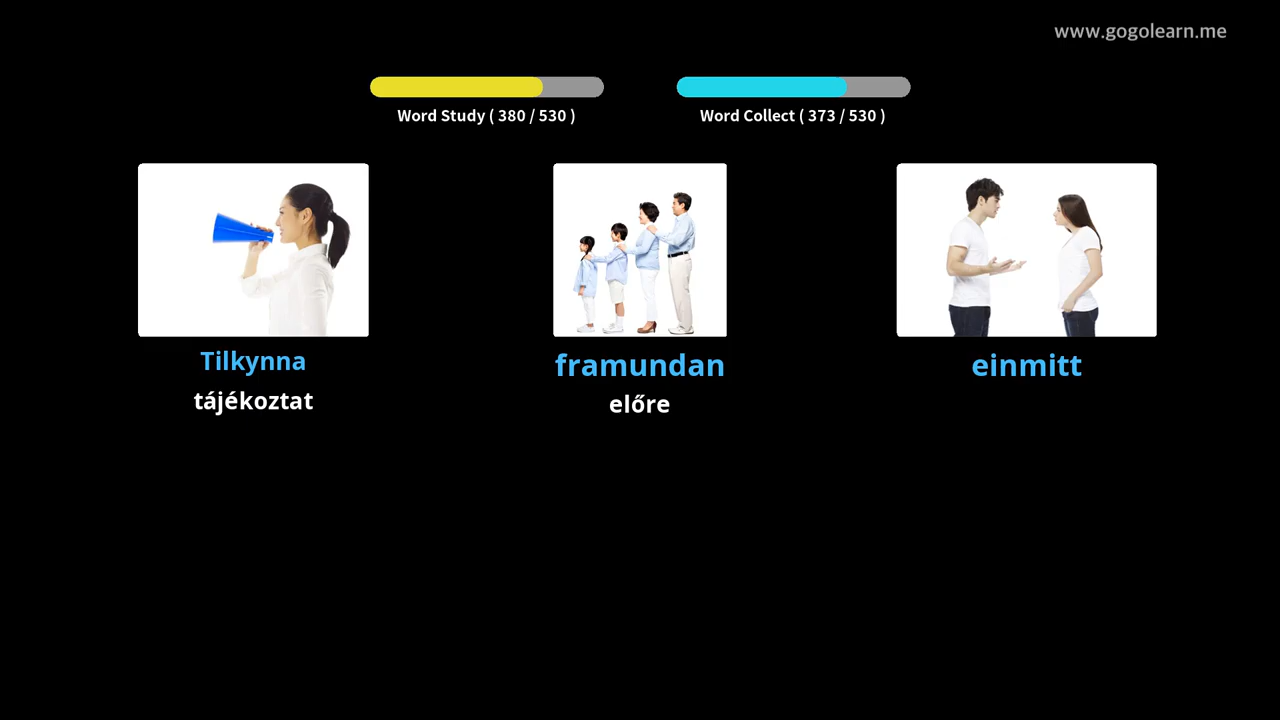 www.gogolearn.me
Word Study ( 380 / 530 )
Word Collect ( 373 / 530 )
Tilkynna
tájékoztat
framundan
előre
einmitt